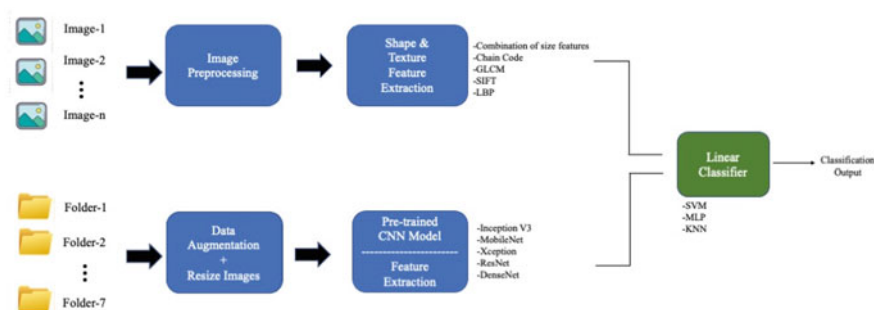 Image-1
Image-2
Image-n
Image
Preprocessing
Shape &
Texture
Feature
Extraction
-Combination of size features
-Chain Code
-GLCM
-SIFT
-LBP
Folder-1
Folder-2
Folder-7
Data
Augmentation
+
Resize Images
Pre-trained
CNN Model
Feature
Extraction
-Inception V3
-MobileNet
-Xception
-ResNet
-DenseNet
Linear
Classifier
-SVM
-MLP
-KNN
Classification
Output